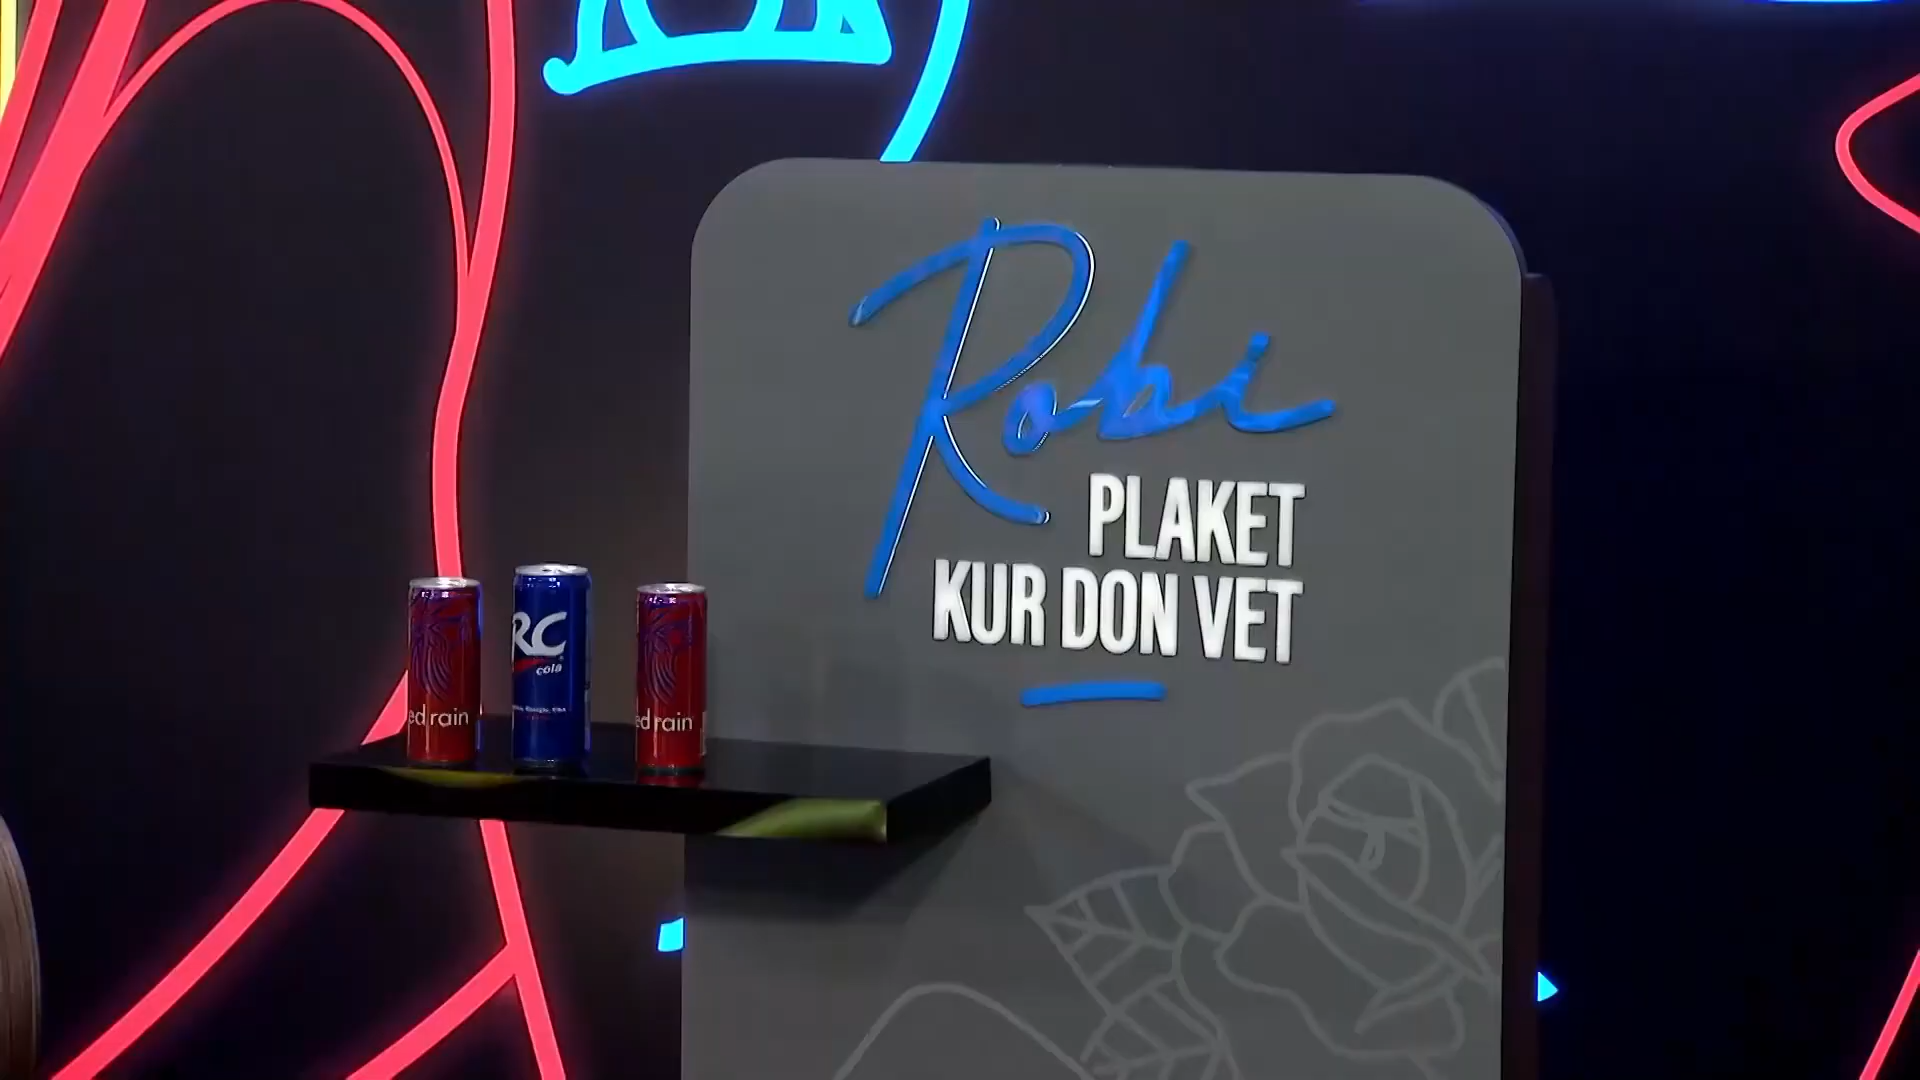 Robi
PLAKET
KUR DON VET
RC
cola
ed rain
ed rain